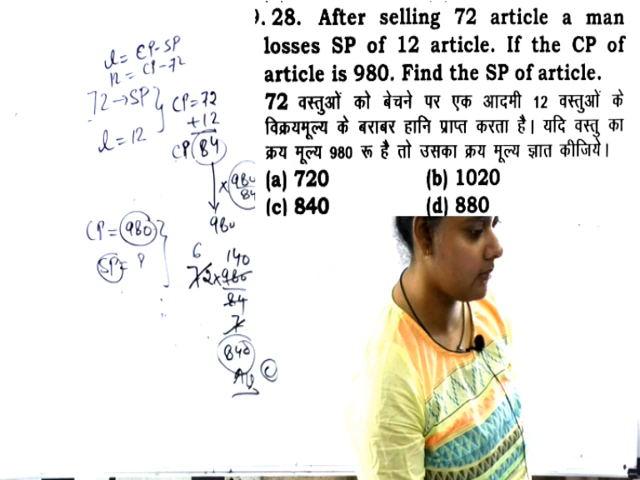 ). 28. After selling 72 article a man
losses SP of 12 article. If the CP of
article is 980. Find the SP of article.
72 वस्तुओं को बेचने पर एक आदमी 12 वस्तुओं के
विक्रयमूल्य के बराबर हानि प्राप्त करता है। यदि वस्तु का
क्रय मूल्य 980 रू है तो उसका क्रय मूल्य ज्ञात कीजिये।
(a) 720 (b) 1020
(c) 840 (d) 880
l = CP-SP
12 = CP-72
72 → SP
l = 12
CP = 72
+12
CP 84
× 980
84
980
CP = 980
SP = ?
6 140
72 × 980
84
7
840
C